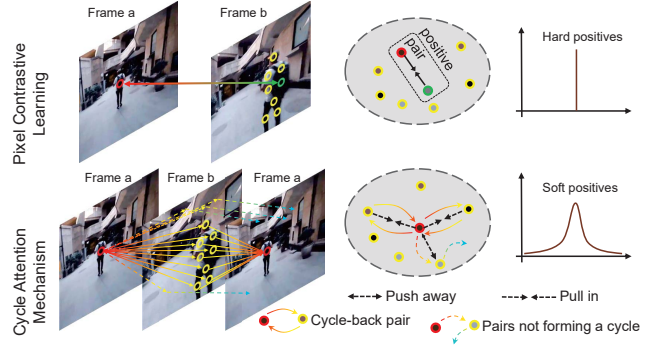 Frame a
Frame b
Pixel Contrastive
Learning
positive
pair
Hard positives
Frame a
Frame b
Frame a
Cycle Attention
Mechanism
Soft positives
Push away
Pull in
Cycle-back pair
Pairs not forming a cycle